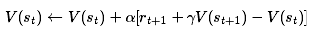 V(s_t) ← V(s_t) + α[r_{t+1} + γV(s_{t+1}) − V(s_t)]